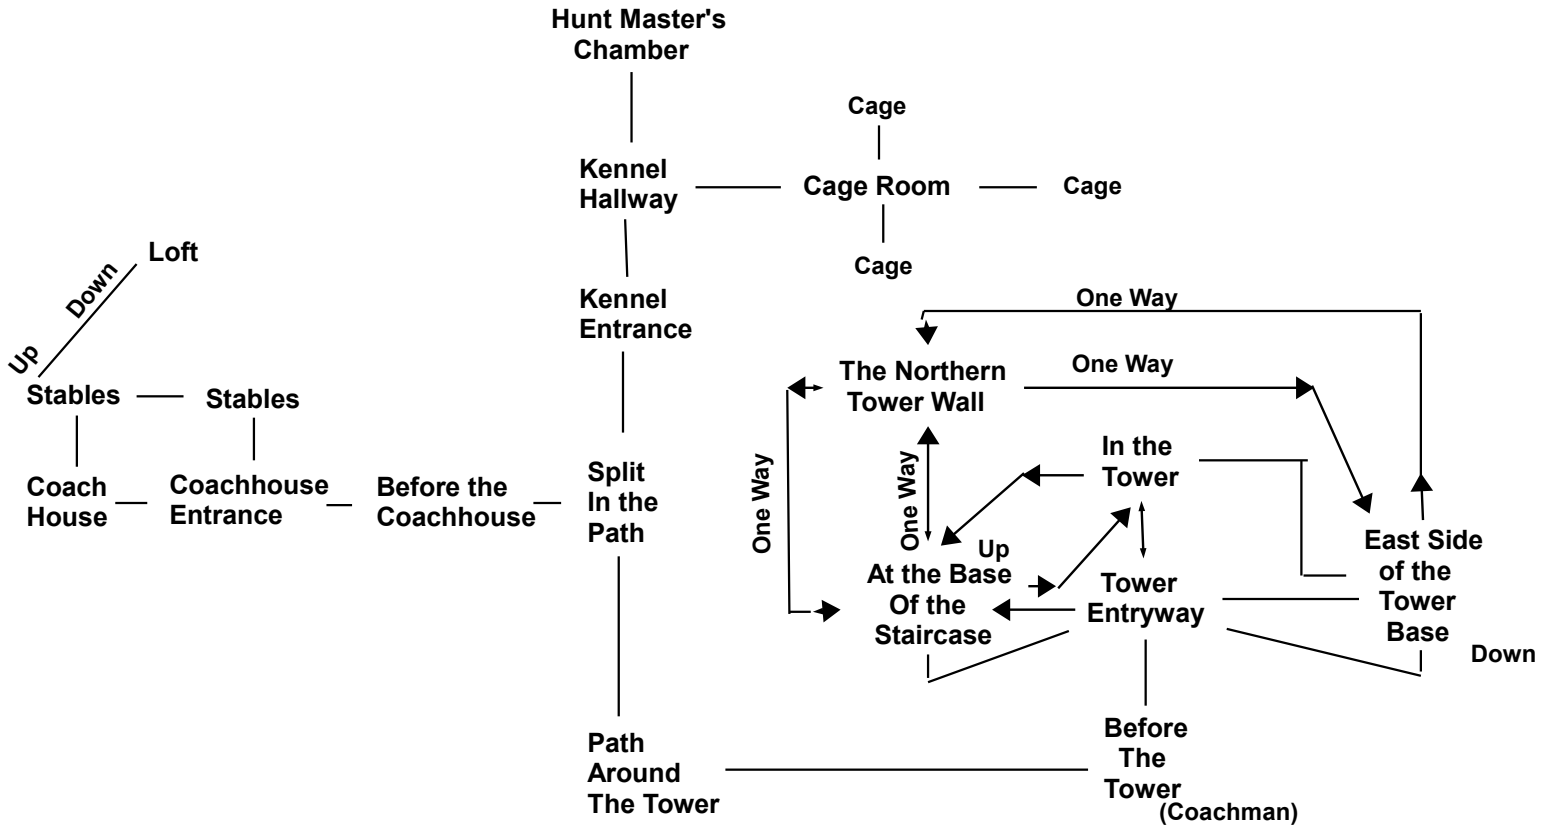 Hunt Master's
Chamber
Cage
Kennel
Hallway
Cage Room
Cage
Cage
Loft
Down
Up
Kennel
Entrance
One Way
The Northern
Tower Wall
One Way
Stables
Stables
In the
Tower
One Way
One Way
Split
In the
Path
Coach
House
Coachhouse
Entrance
Before the
Coachhouse
Up
At the Base
Of the
Staircase
Tower
Entryway
East Side
of the
Tower
Base
Down
Path
Around
The Tower
Before
The
Tower
(Coachman)